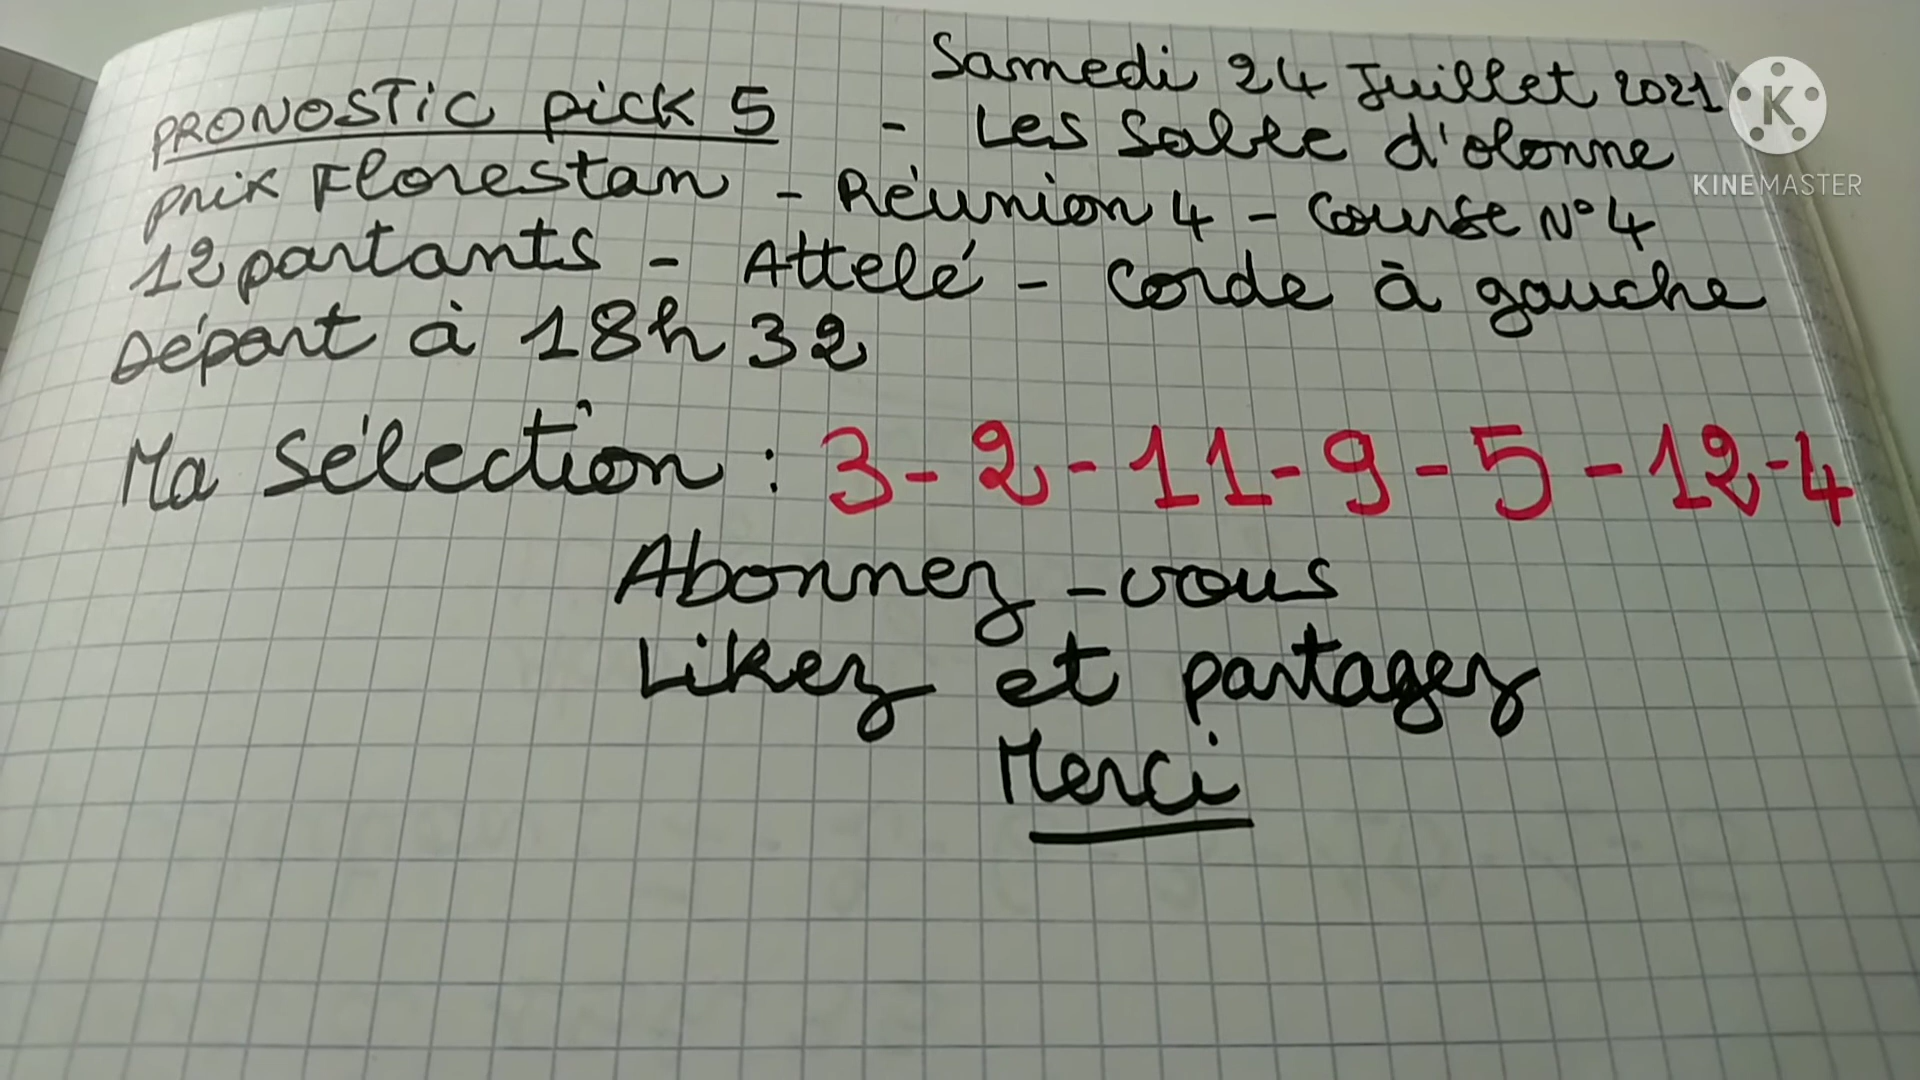 Samedi 24 Juillet 2021
PRONOSTIC pick 5 - Les Sable d'olonne
prix Florestan - Réunion 4 - Course N° 4
12 partants - Attelé - Corde à gauche
Départ à 18h32
Ma Sélection : 3 - 2 - 11 - 9 - 5 - 12 - 4
Abonnez-vous
Likez et partagez
Merci
K
KINEMASTER